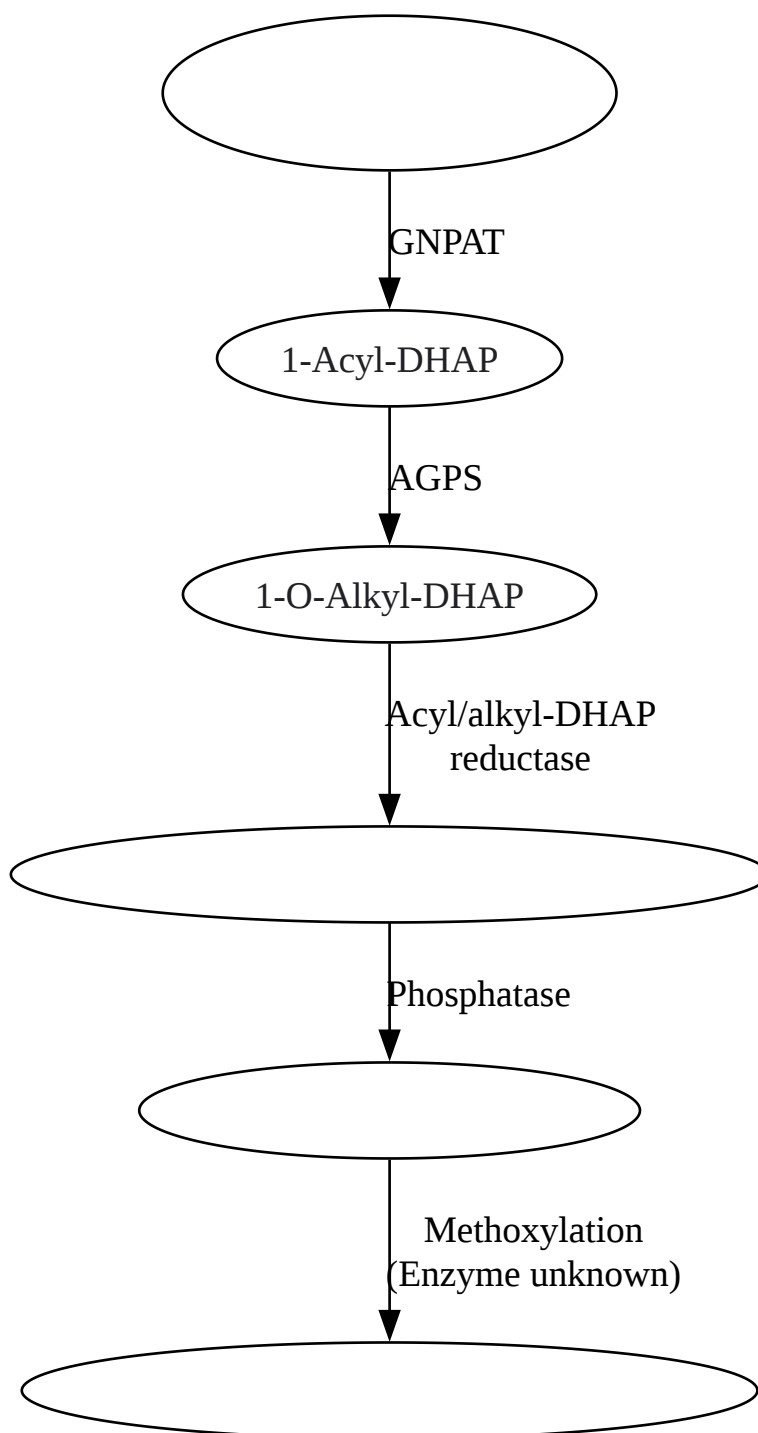 GNPAT
1-Acyl-DHAP
AGPS
1-O-Alkyl-DHAP
Acyl/alkyl-DHAP
reductase
Phosphatase
Methoxylation
(Enzyme unknown)